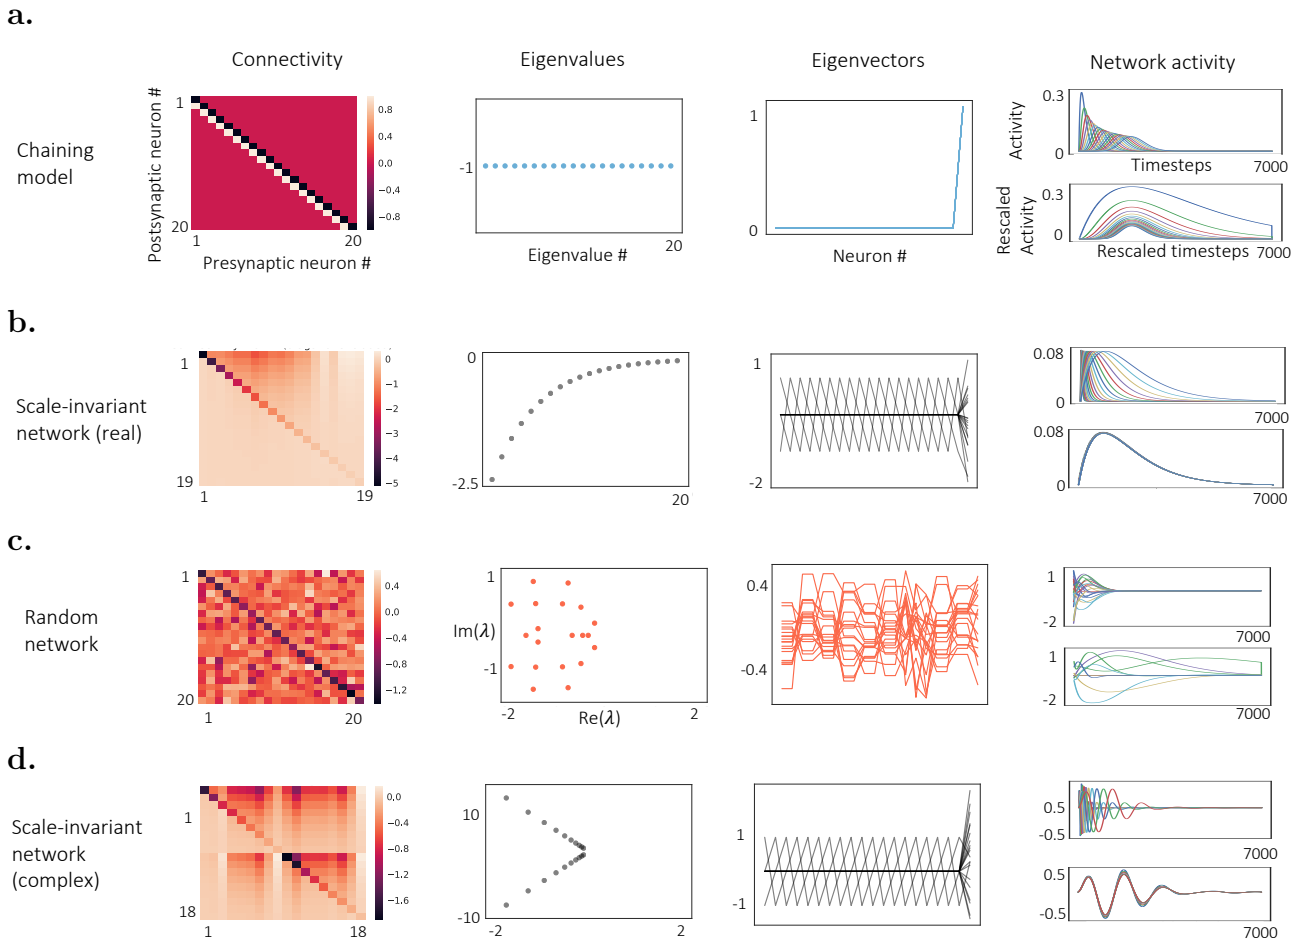 a.
Connectivity
Eigenvalues
Eigenvectors
Network activity
Chaining
model
Postsynaptic neuron #
1
20
1
20
Presynaptic neuron #
0.8
0.4
0.0
−0.4
−0.8
-1
20
Eigenvalue #
1
0
Neuron #
Activity
0.3
Timesteps
7000
Rescaled
Activity
0.3
0
Rescaled timesteps
7000
b.
Scale-invariant
network (real)
1
19
1
19
0
−1
−2
−3
−4
−5
0
-2.5
20
1
-2
0.08
0
7000
0.08
0
7000
c.
Random
network
1
20
1
20
0.4
0,0
−0.4
−0.8
−1.2
1
Im(λ)
-1
-2
Re(λ)
2
0.4
-0.4
1
-2
7000
1
-2
7000
d.
Scale-invariant
network
(complex)
1
18
1
18
0,0
−0.4
−0.8
−1.2
−1.6
10
-10
-2
2
1
-1
0.5
-0.5
7000
0.5
-0.5
7000